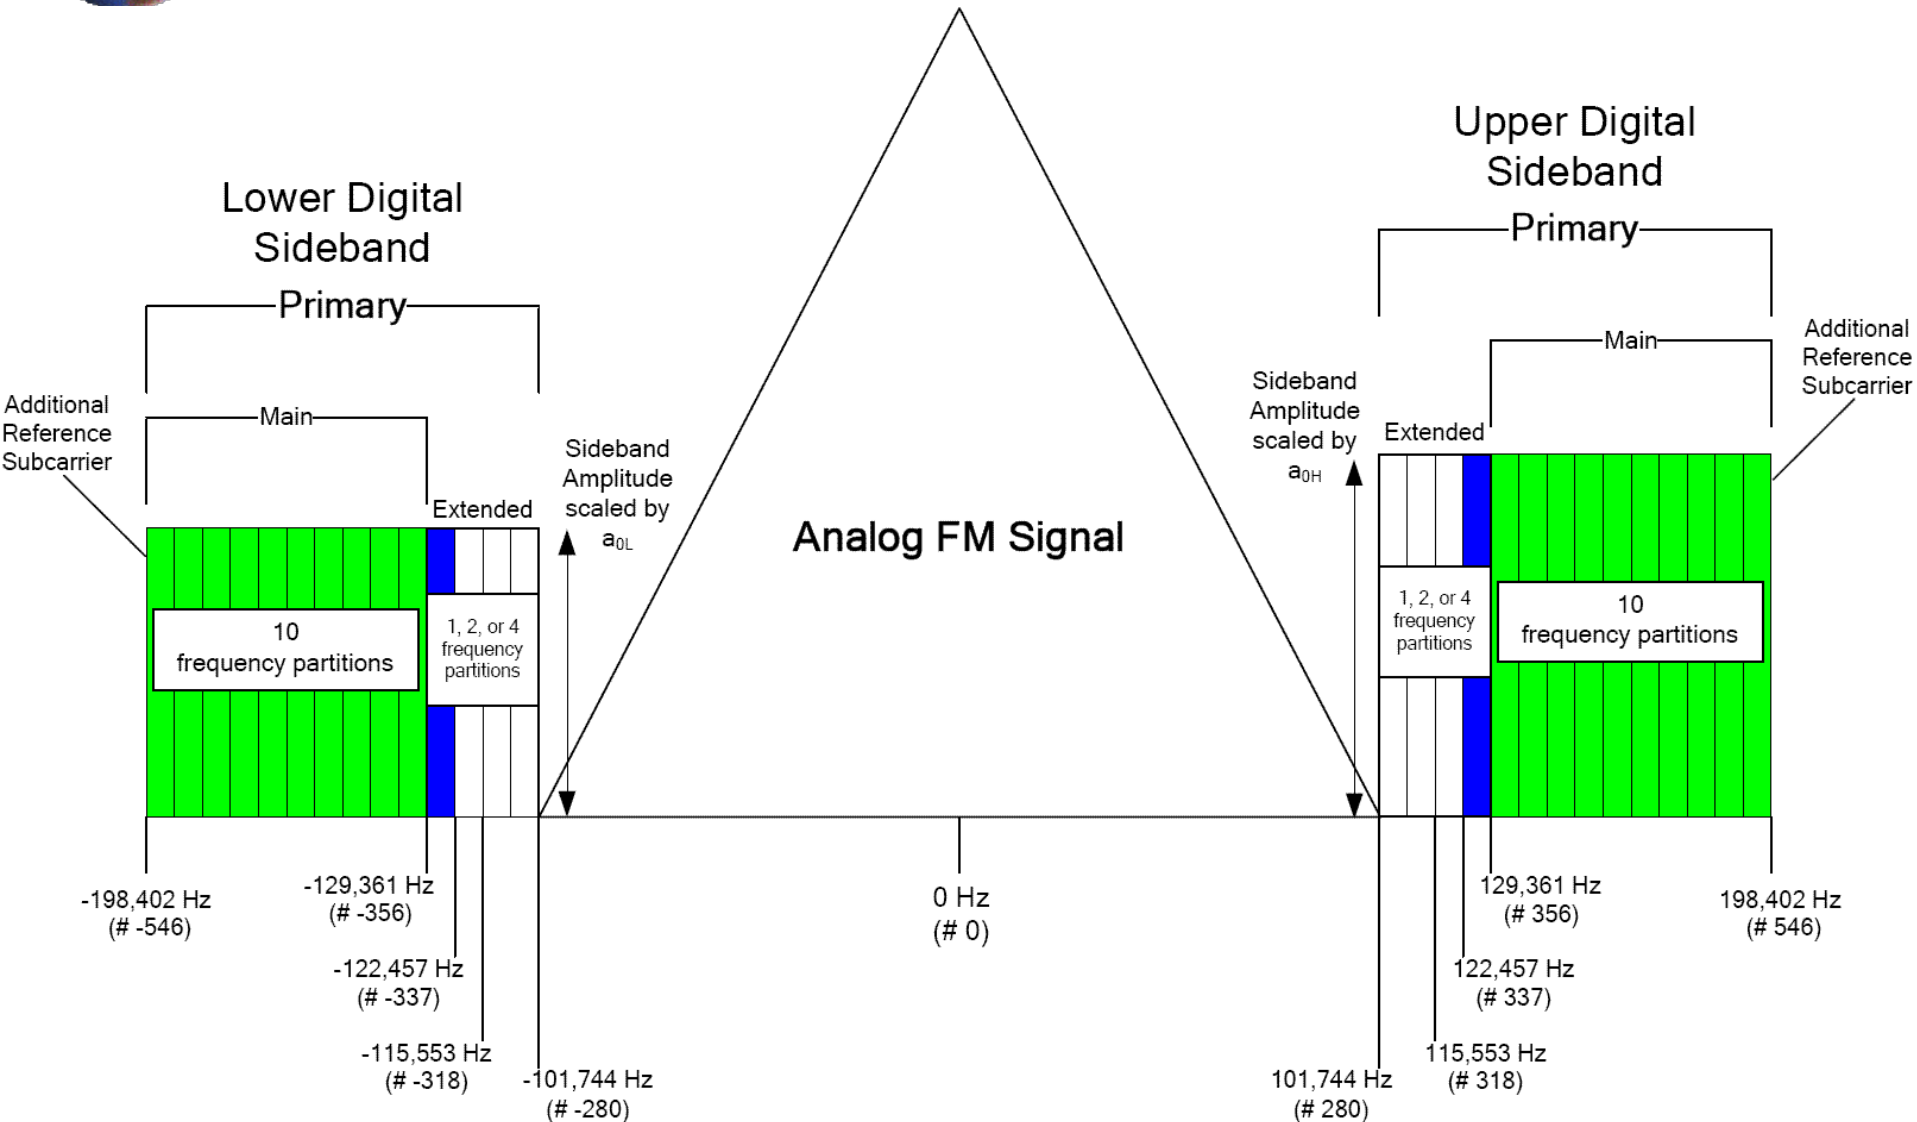 Upper Digital
Sideband
Primary
Lower Digital
Sideband
Primary
Additional
Reference
Subcarrier
Main
Additional
Reference
Subcarrier
Main
Sideband
Amplitude
scaled by
a0H
Extended
Sideband
Amplitude
scaled by
a0L
Extended
Analog FM Signal
10
frequency partitions
1, 2, or 4
frequency
partitions
1, 2, or 4
frequency
partitions
10
frequency partitions
-198,402 Hz
(# -546)
-129,361 Hz
(# -356)
0 Hz
(# 0)
129,361 Hz
(# 356)
198,402 Hz
(# 546)
-122,457 Hz
(# -337)
122,457 Hz
(# 337)
-115,553 Hz
(# -318)
115,553 Hz
(# 318)
-101,744 Hz
(# -280)
101,744 Hz
(# 280)